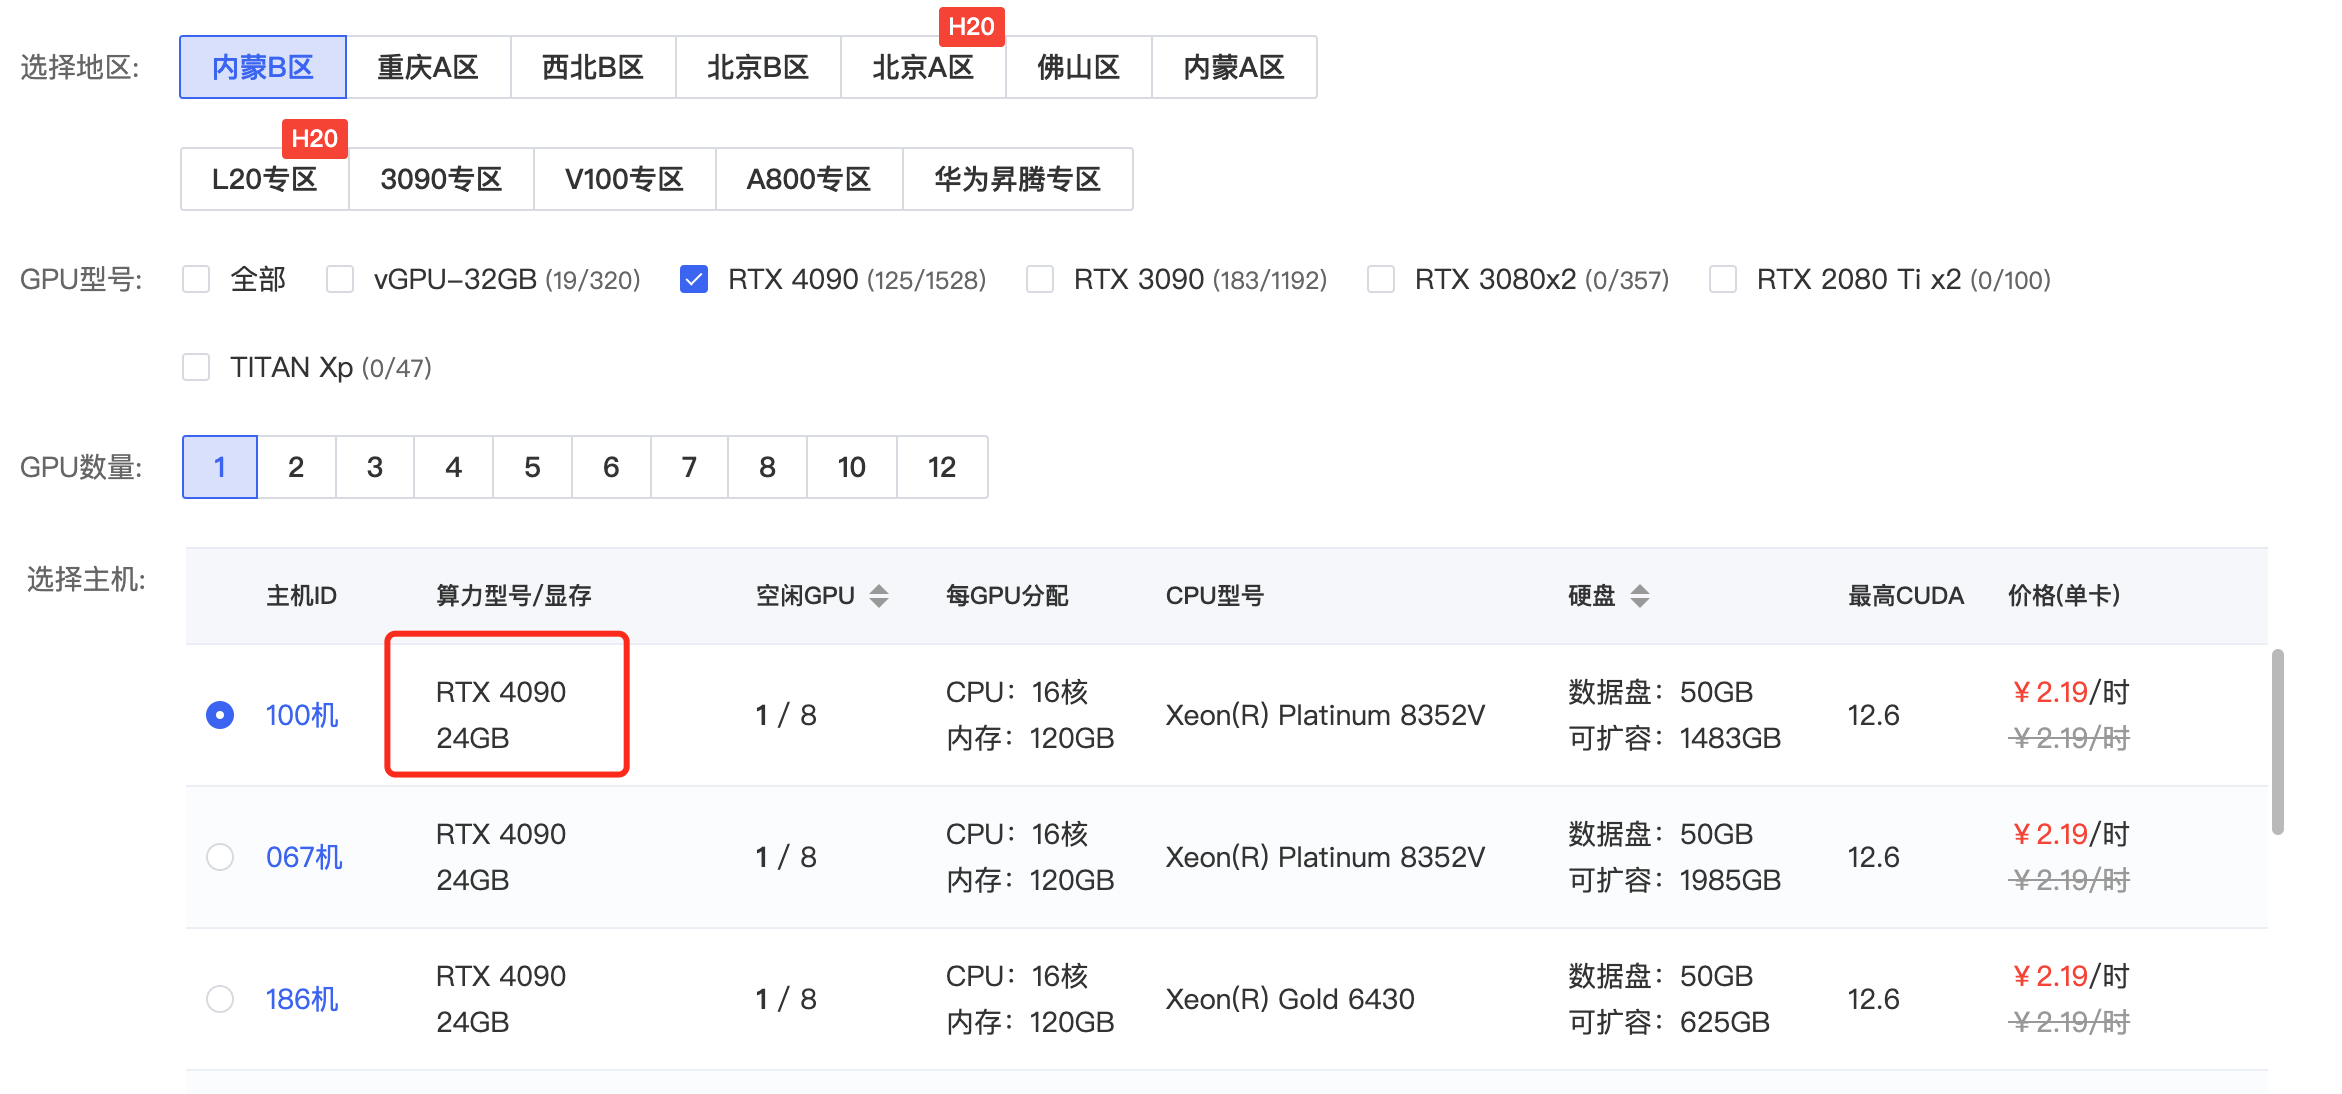 H20
选择地区: 内蒙B区 重庆A区 西北B区 北京B区 北京A区 佛山区 内蒙A区
H20
L20专区 3090专区 V100专区 A800专区 华为昇腾专区
GPU型号: 全部 vGPU-32GB (19/320) RTX 4090 (125/1528) RTX 3090 (183/1192) RTX 3080x2 (0/357) RTX 2080 Ti x2 (0/100)
TITAN Xp (0/47)
GPU数量: 1 2 3 4 5 6 7 8 10 12
选择主机:
主机ID 算力型号/显存 空闲GPU 每GPU分配 CPU型号 硬盘 最高CUDA 价格(单卡)
RTX 4090 CPU：16核 数据盘：50GB ￥2.19/时
100机 1 / 8 Xeon(R) Platinum 8352V 12.6
24GB 内存：120GB 可扩容：1483GB ￥2.19/时
RTX 4090 CPU：16核 数据盘：50GB ￥2.19/时
067机 1 / 8 Xeon(R) Platinum 8352V 12.6
24GB 内存：120GB 可扩容：1985GB ￥2.19/时
RTX 4090 CPU：16核 数据盘：50GB ￥2.19/时
186机 1 / 8 Xeon(R) Gold 6430 12.6
24GB 内存：120GB 可扩容：625GB ￥2.19/时